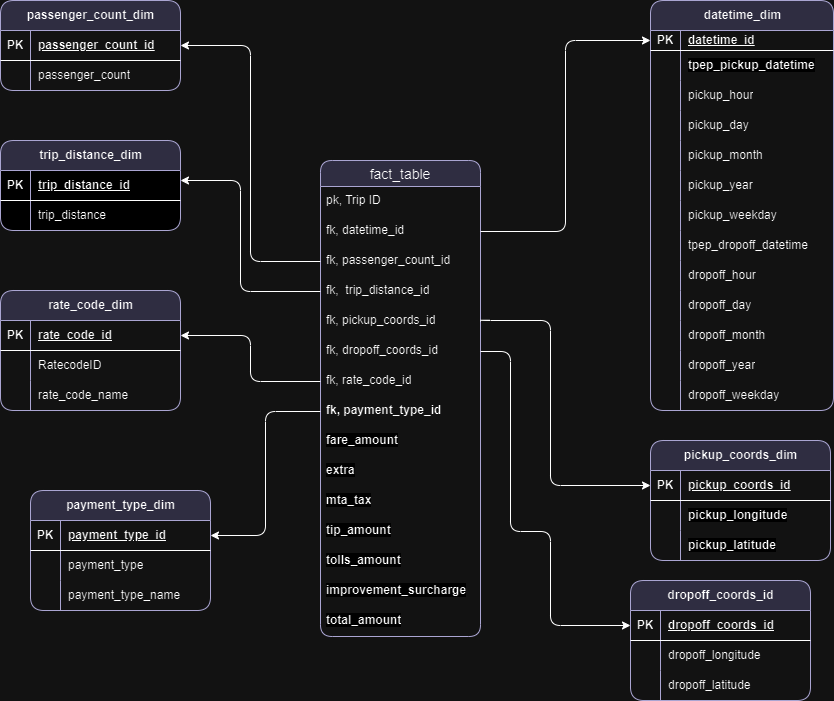 passenger_count_dim
PK passenger_count_id
passenger_count
trip_distance_dim
PK trip_distance_id
trip_distance
rate_code_dim
PK rate_code_id
RatecodeID
rate_code_name
payment_type_dim
PK payment_type_id
payment_type
payment_type_name
fact_table
pk, Trip ID
fk, datetime_id
fk, passenger_count_id
fk, trip_distance_id
fk, pickup_coords_id
fk, dropoff_coords_id
fk, rate_code_id
fk, payment_type_id
fare_amount
extra
mta_tax
tip_amount
tolls_amount
improvement_surcharge
total_amount
datetime_dim
PK datetime_id
tpep_pickup_datetime
pickup_hour
pickup_day
pickup_month
pickup_year
pickup_weekday
tpep_dropoff_datetime
dropoff_hour
dropoff_day
dropoff_month
dropoff_year
dropoff_weekday
pickup_coords_dim
PK pickup_coords_id
pickup_longitude
pickup_latitude
dropoff_coords_id
PK dropoff_coords_id
dropoff_longitude
dropoff_latitude